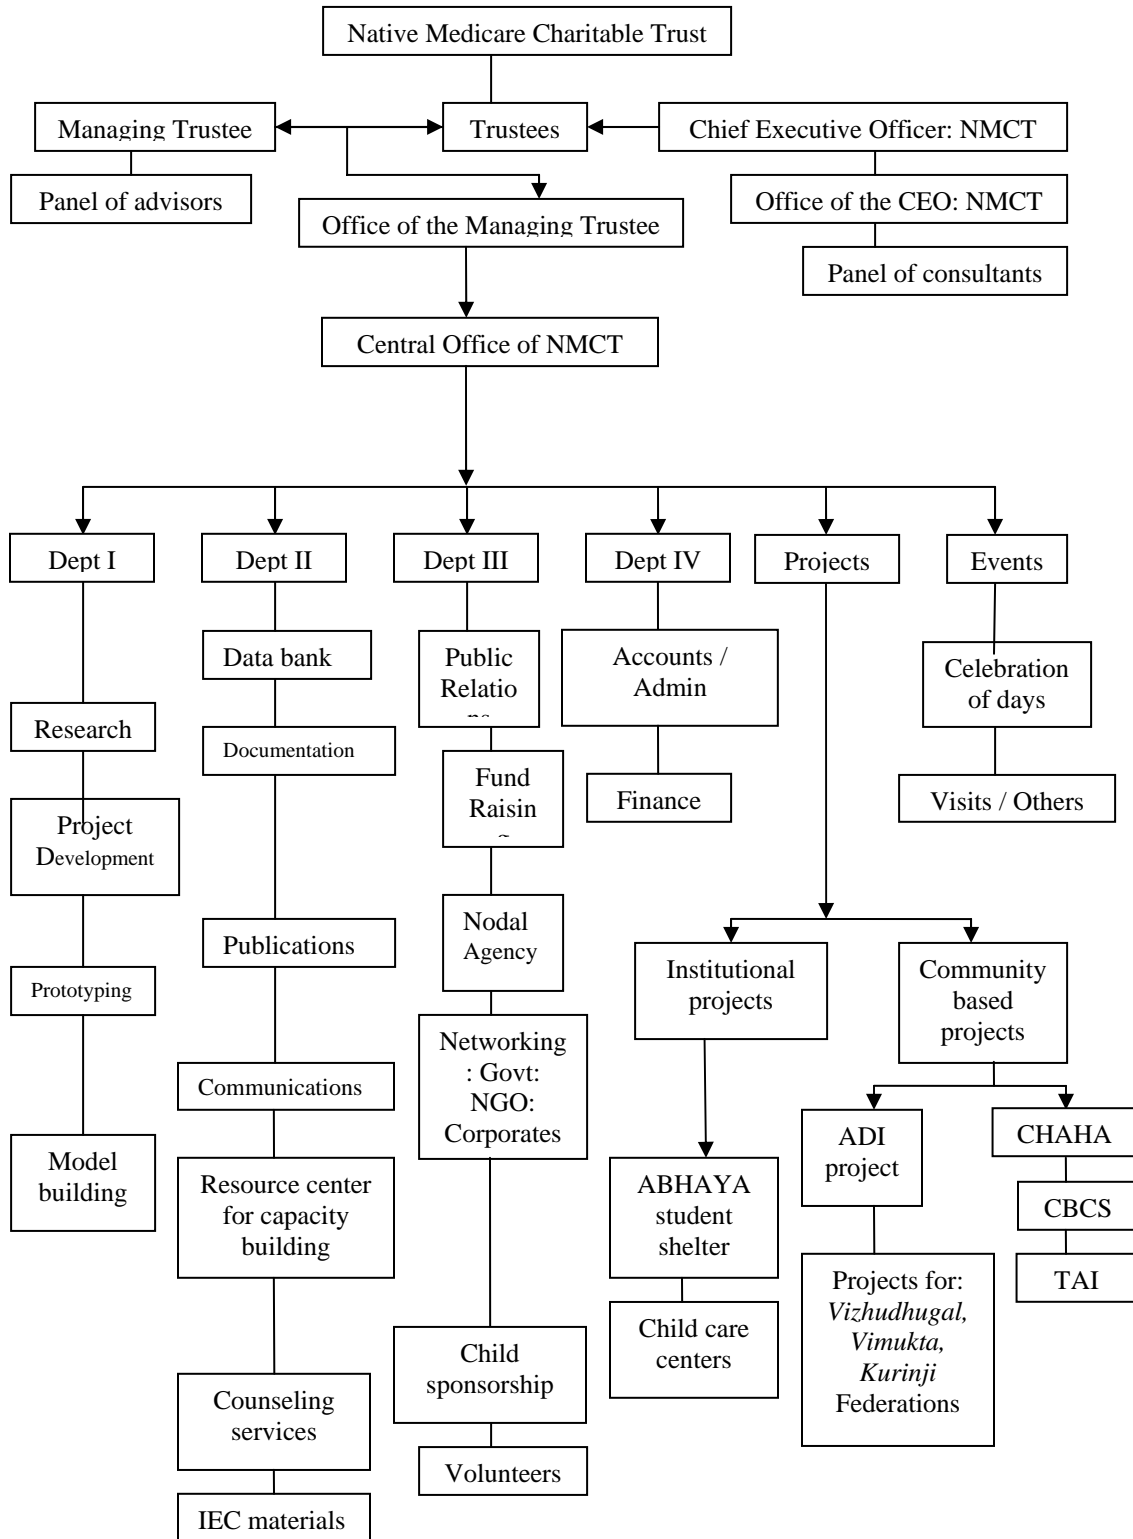 Native Medicare Charitable Trust
Managing Trustee
Trustees
Chief Executive Officer: NMCT
Panel of advisors
Office of the CEO: NMCT
Office of the Managing Trustee
Panel of consultants
Central Office of NMCT
Dept I
Dept II
Dept III
Dept IV
Projects
Events
Research
Project
Development
Prototyping
Model
building
Data bank
Documentation
Publications
Communications
Resource center
for capacity
building
Counseling
services
IEC materials
Public
Relatio
ns
Fund
Raisin
g
Nodal
Agency
Networking
: Govt:
NGO:
Corporates
Child
sponsorship
Volunteers
Accounts /
Admin
Finance
Institutional
projects
ABHAYA
student
shelter
Child care
centers
Community
based
projects
ADI
project
Projects for:
Vizhudhugal,
Vimukta,
Kurinji
Federations
CHAHA
CBCS
TAI
Celebration
of days
Visits / Others